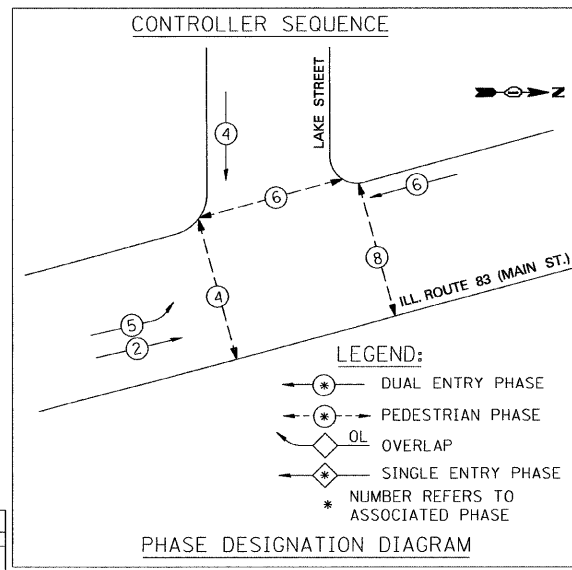 CONTROLLER SEQUENCE
LAKE STREET
N
4
6
6
8
4
ILL. ROUTE 83 (MAIN ST.)
5
2
LEGEND:
* DUAL ENTRY PHASE
* PEDESTRIAN PHASE
OL OVERLAP
* SINGLE ENTRY PHASE
* NUMBER REFERS TO
ASSOCIATED PHASE
PHASE DESIGNATION DIAGRAM